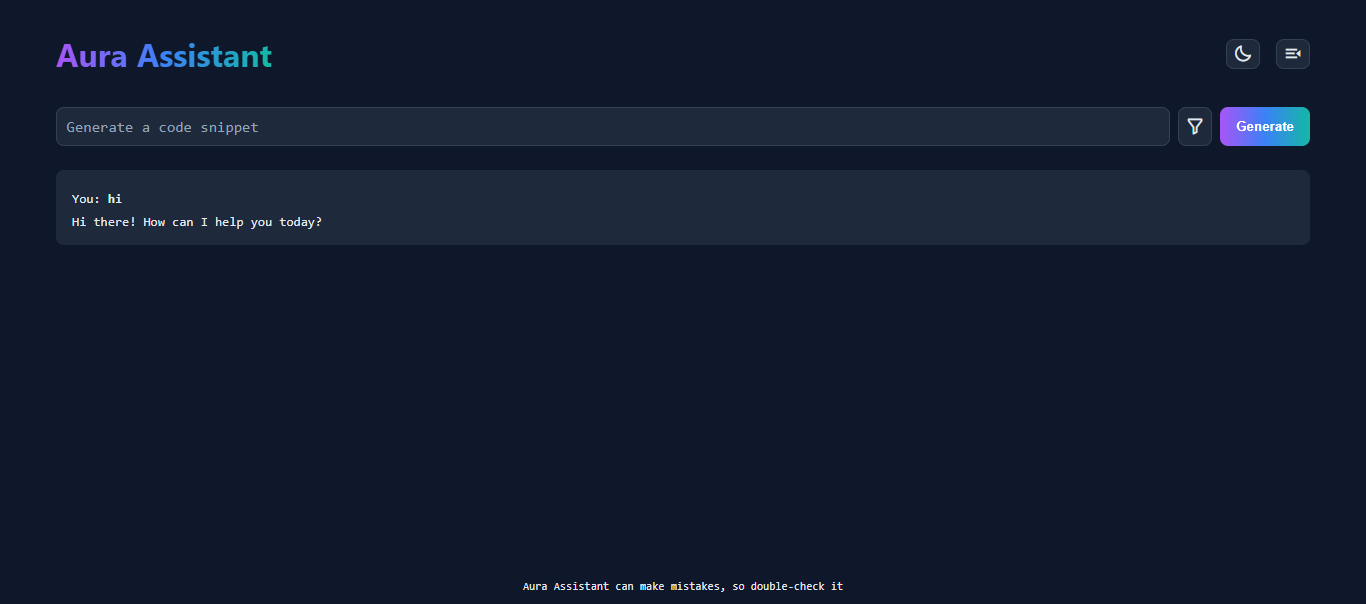 Aura Assistant
Generate a code snippet
Generate
You: hi
Hi there! How can I help you today?
Aura Assistant can make mistakes, so double-check it